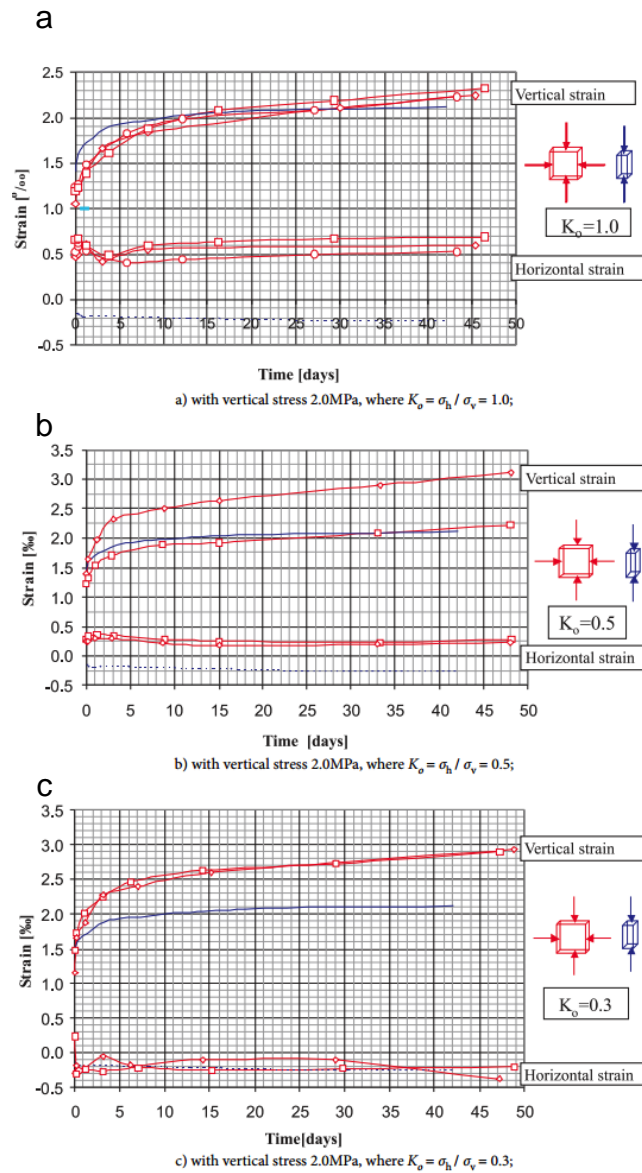 a
2.5
2.0
1.5
1.0
0.5
0.0
-0.5
Strain [‰]
0 5 10 15 20 25 30 35 40 45 50
Time [days]
Vertical strain
K₀=1.0
Horizontal strain
a) with vertical stress 2.0MPa, where Kₒ = σₕ / σᵥ = 1.0;
b
3.5
3.0
2.5
2.0
1.5
1.0
0.5
0.0
-0.5
Strain [‰]
0 5 10 15 20 25 30 35 40 45 50
Time [days]
Vertical strain
K₀=0.5
Horizontal strain
b) with vertical stress 2.0MPa, where Kₒ = σₕ / σᵥ = 0.5;
c
3.5
3.0
2.5
2.0
1.5
1.0
0.5
0.0
-0.5
Strain [‰]
0 5 10 15 20 25 30 35 40 45 50
Time[days]
Vertical strain
K₀=0.3
Horizontal strain
c) with vertical stress 2.0MPa, where Kₒ = σₕ / σᵥ = 0.3;